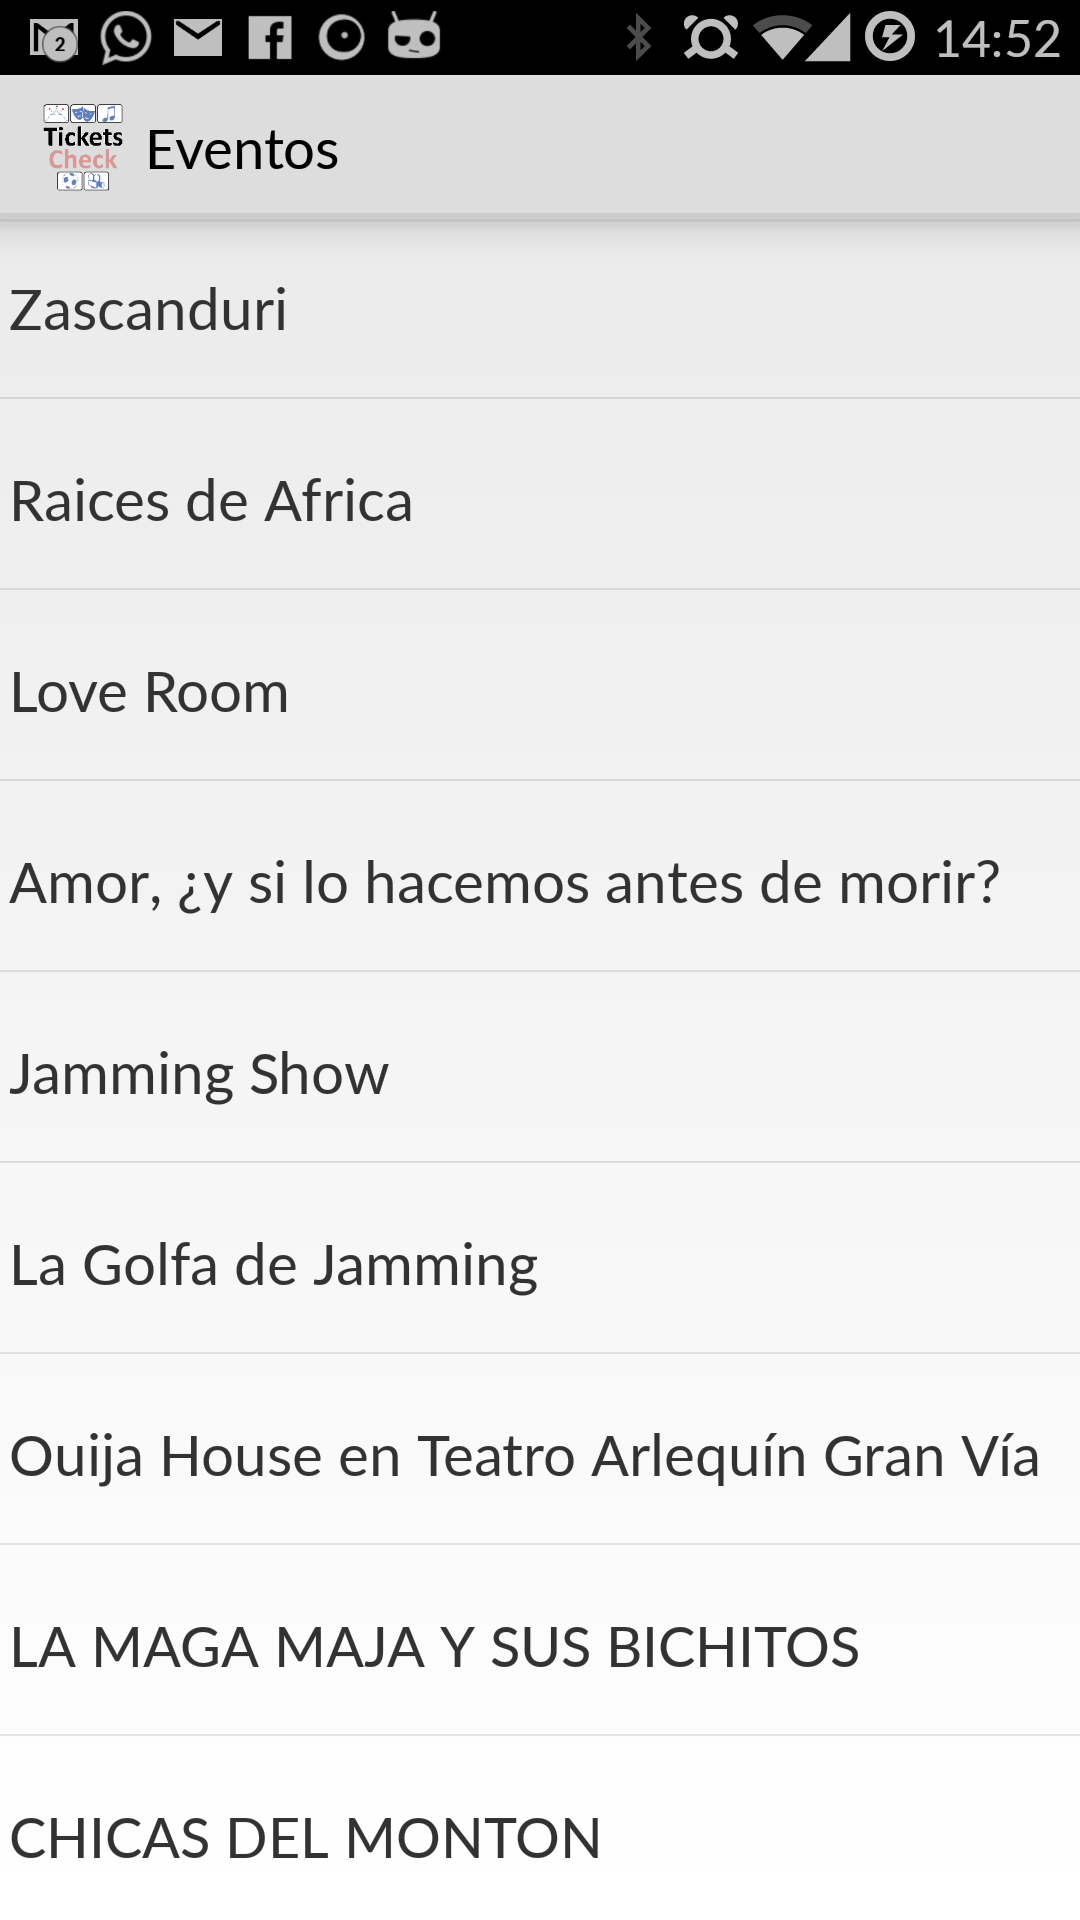 2
14:52
Tickets
Check
Eventos
Zascanduri
Raices de Africa
Love Room
Amor, ¿y si lo hacemos antes de morir?
Jamming Show
La Golfa de Jamming
Ouija House en Teatro Arlequín Gran Vía
LA MAGA MAJA Y SUS BICHITOS
CHICAS DEL MONTON